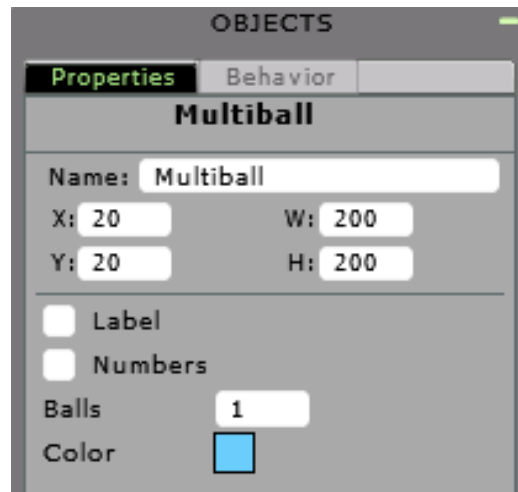 OBJECTS
Properties Behavior
Multiball
Name: Multiball
X: 20 W: 200
Y: 20 H: 200
Label
Numbers
Balls 1
Color